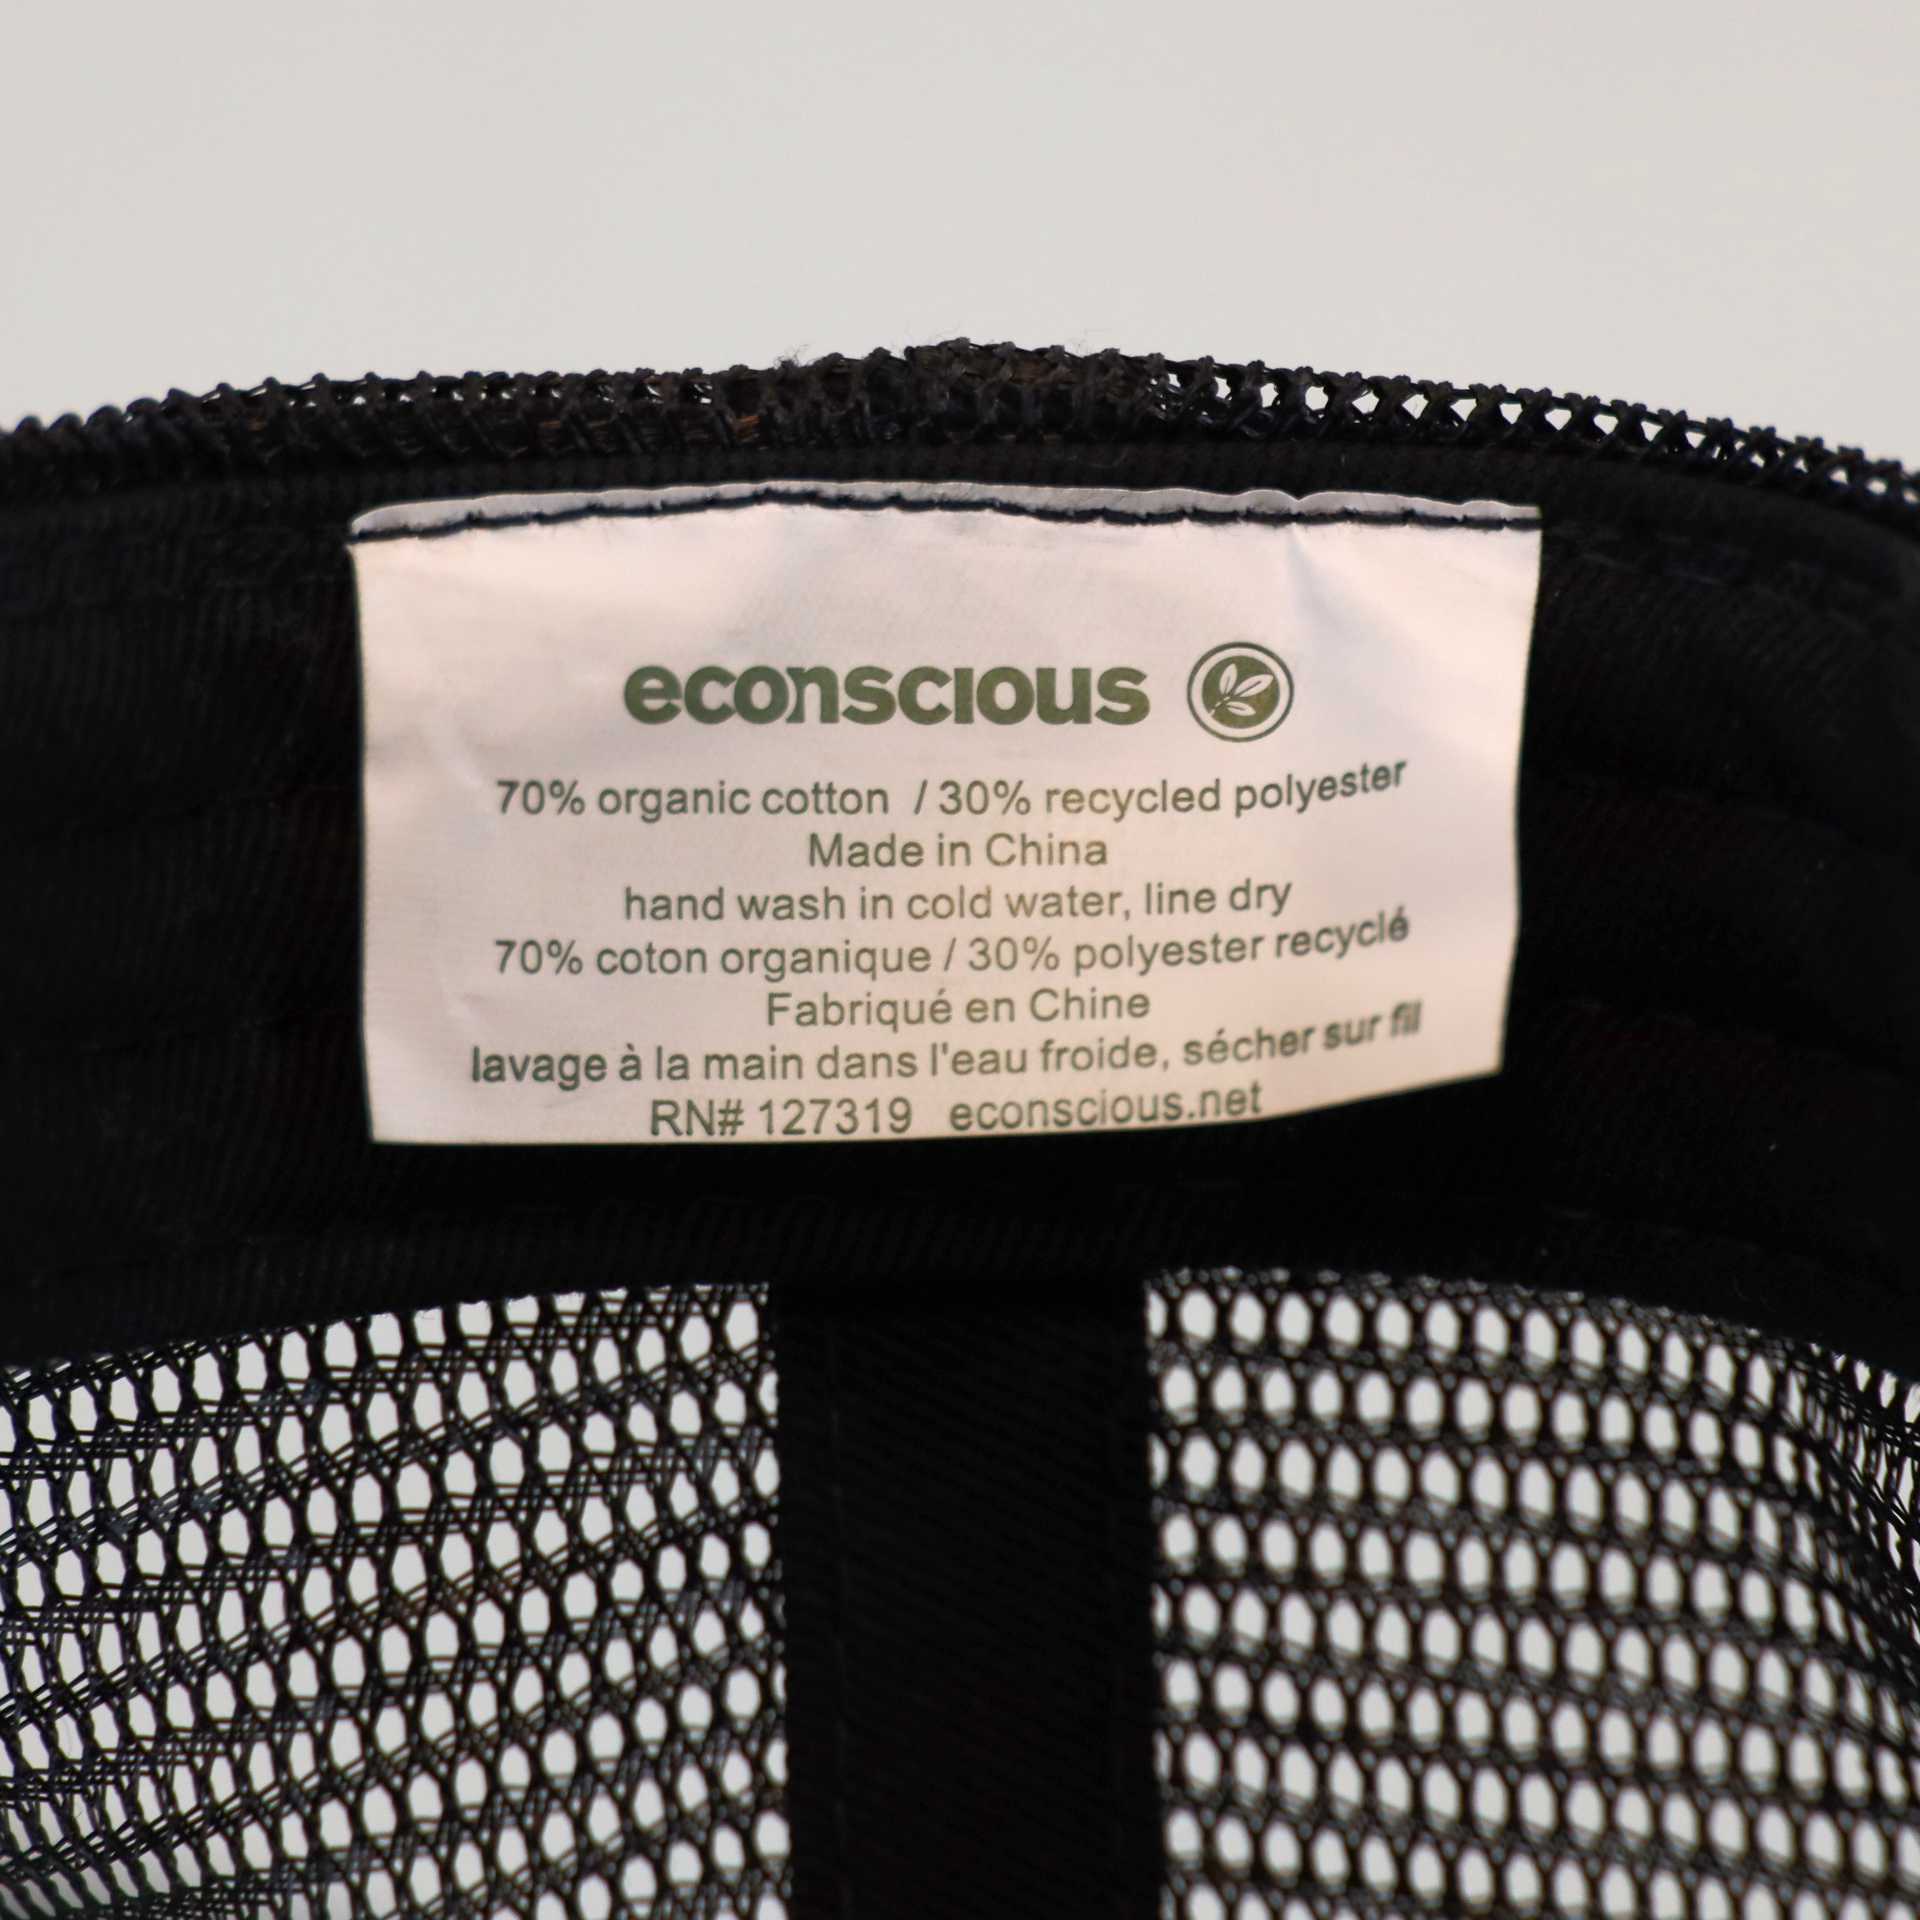 econscious
70% organic cotton / 30% recycled polyester
Made in China
hand wash in cold water, line dry
70% coton organique / 30% polyester recyclé
Fabriqué en Chine
lavage à la main dans l'eau froide, sécher sur fil
RN# 127319 econscious.net